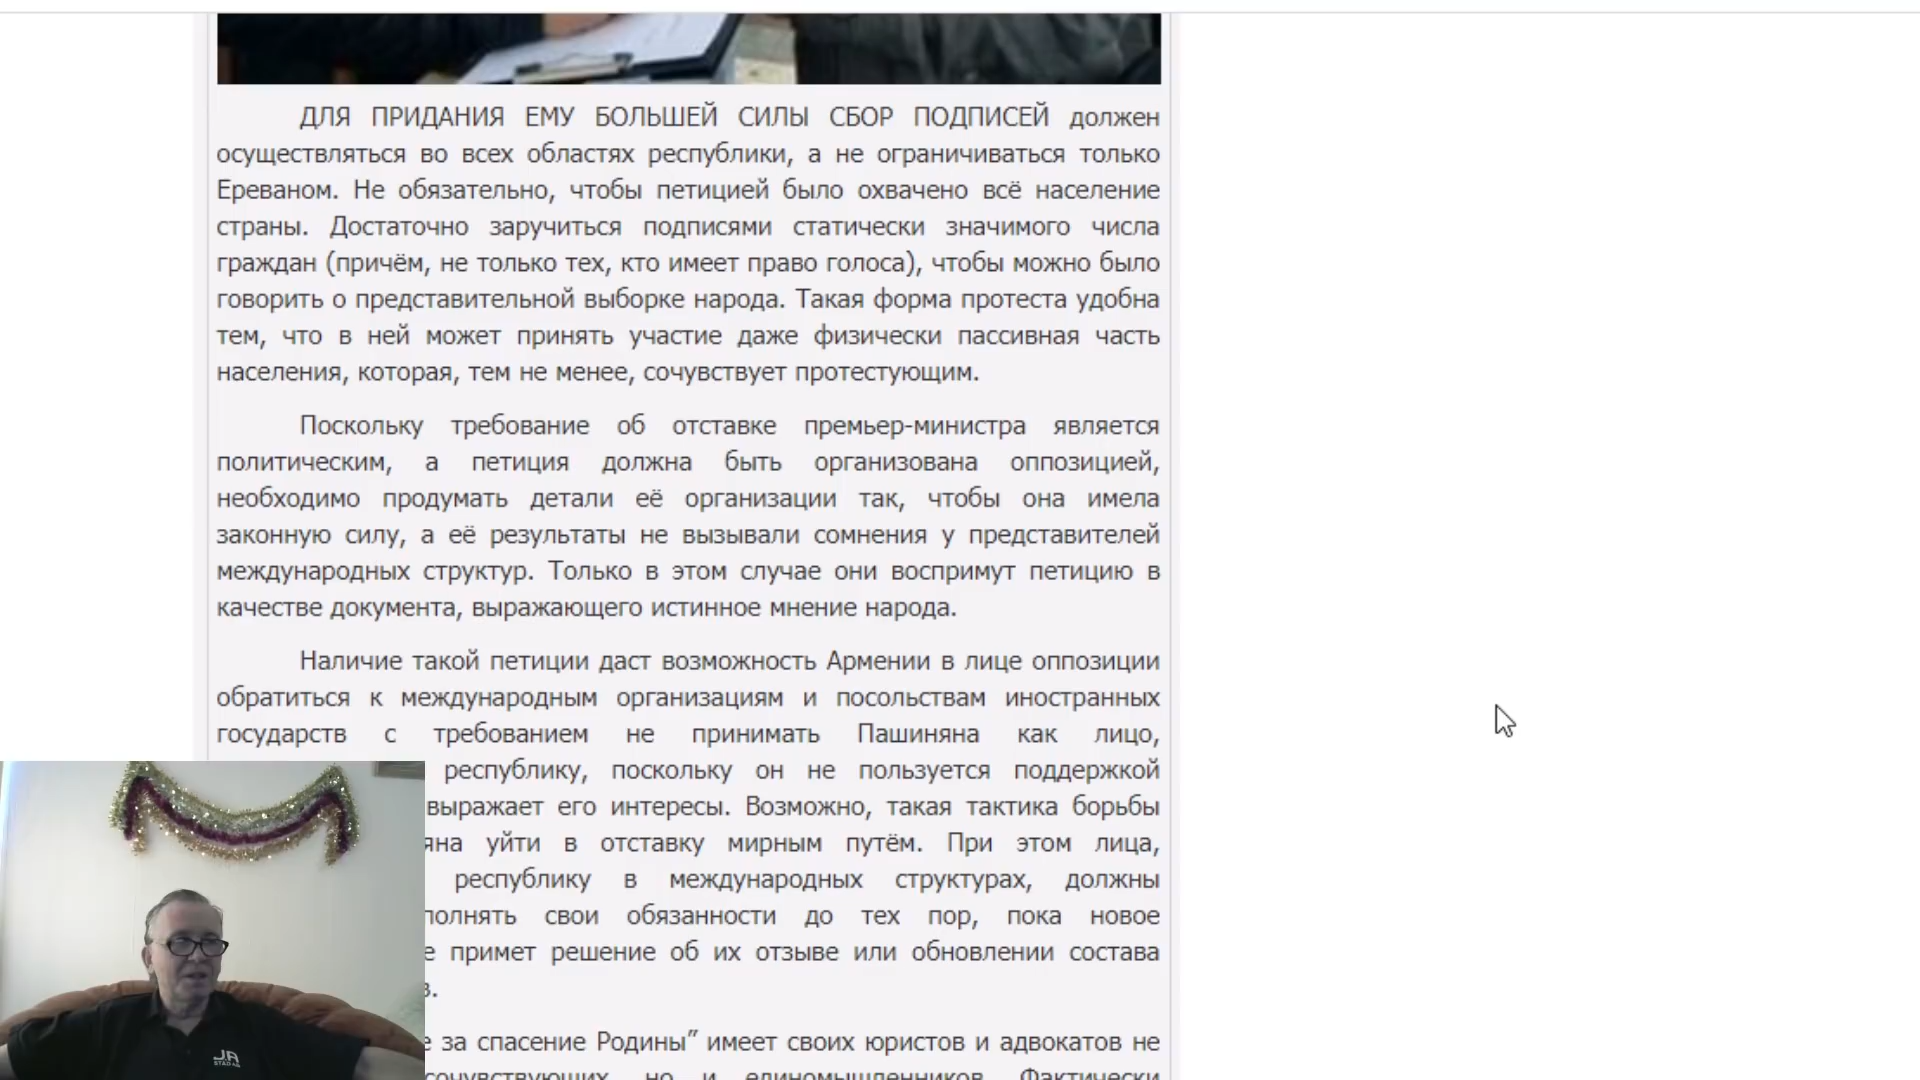 ДЛЯ ПРИДАНИЯ ЕМУ БОЛЬШЕЙ СИЛЫ СБОР ПОДПИСЕЙ должен
осуществляться во всех областях республики, а не ограничиваться только
Ереваном. Не обязательно, чтобы петицией было охвачено всё население
страны. Достаточно заручиться подписями статически значимого числа
граждан (причём, не только тех, кто имеет право голоса), чтобы можно было
говорить о представительной выборке народа. Такая форма протеста удобна
тем, что в ней может принять участие даже физически пассивная часть
населения, которая, тем не менее, сочувствует протестующим.
Поскольку требование об отставке премьер-министра является
политическим, а петиция должна быть организована оппозицией,
необходимо продумать детали её организации так, чтобы она имела
законную силу, а её результаты не вызывали сомнения у представителей
международных структур. Только в этом случае они воспримут петицию в
качестве документа, выражающего истинное мнение народа.
Наличие такой петиции даст возможность Армении в лице оппозиции
обратиться к международным организациям и посольствам иностранных
государств с требованием не принимать Пашиняна как лицо,
республику, поскольку он не пользуется поддержкой
выражает его интересы. Возможно, такая тактика борьбы
яна уйти в отставку мирным путём. При этом лица,
республику в международных структурах, должны
полнять свои обязанности до тех пор, пока новое
е примет решение об их отзыве или обновлении состава
в.
е за спасение Родины” имеет своих юристов и адвокатов не
сочувствующих, но и единомышленников. Фактически
J.A